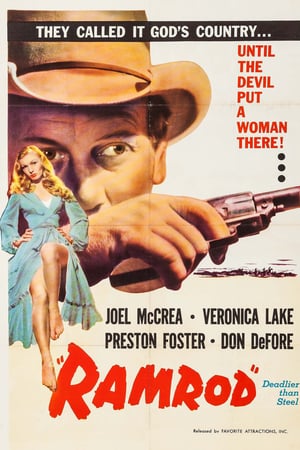 THEY CALLED IT GOD'S COUNTRY...
UNTIL
THE
DEVIL
PUT
A
WOMAN
THERE!
JOEL McCREA • VERONICA LAKE
PRESTON FOSTER • DON DeFORE
"RAMROD"
Deadlier
than
Steel
Released by FAVORITE ATTRACTIONS, INC.